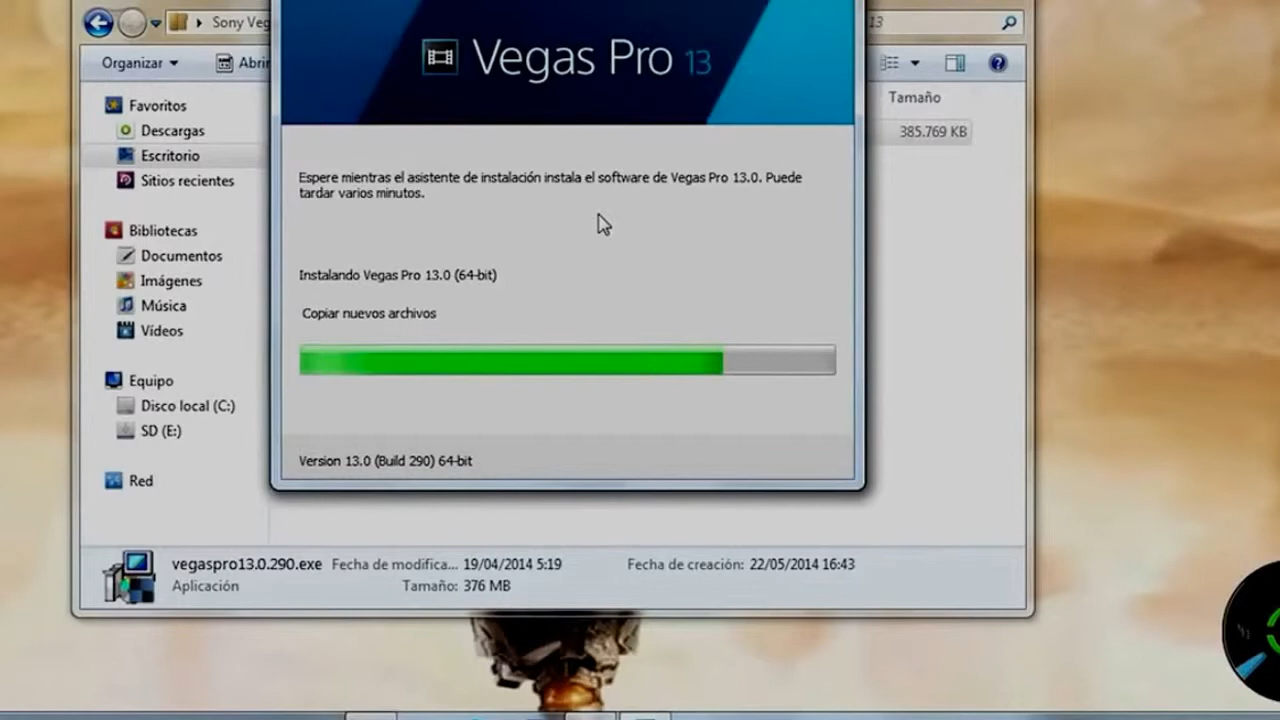 Sony Veg
13
Organizar
Abrir
Tamaño
385.769 KB
Favoritos
Descargas
Escritorio
Sitios recientes
Bibliotecas
Documentos
Imágenes
Música
Vídeos
Equipo
Disco local (C:)
SD (E:)
Red
Vegas Pro 13
Espere mientras el asistente de instalación instala el software de Vegas Pro 13.0. Puede
tardar varios minutos.
Instalando Vegas Pro 13.0 (64-bit)
Copiar nuevos archivos
Version 13.0 (Build 290) 64-bit
vegaspro13.0.290.exe Fecha de modifica... 19/04/2014 5:19 Fecha de creación: 22/05/2014 16:43
Aplicación Tamaño: 376 MB